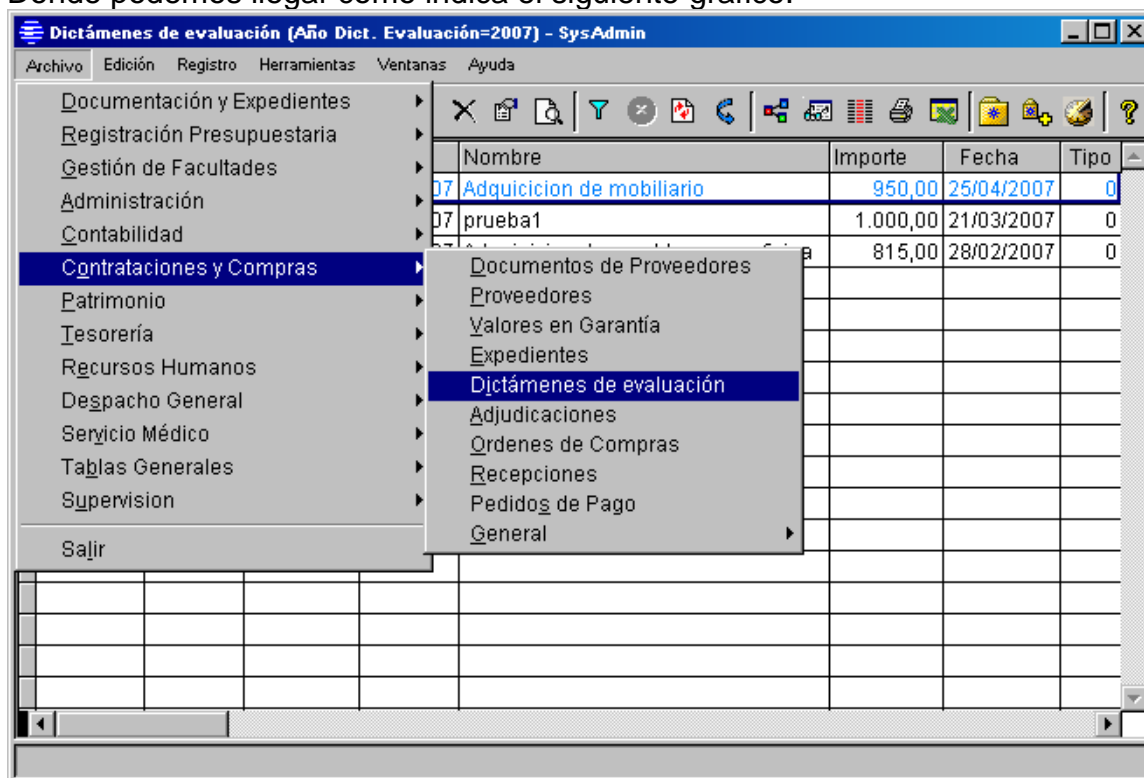 Donde podemos llegar como indica el siguiente gráfico:
Dictámenes de evaluación (Año Dict. Evaluación=2007) - SysAdmin
Archivo Edición Registro Herramientas Ventanas Ayuda
Documentación y Expedientes
Registración Presupuestaria
Gestión de Facultades
Administración
Contabilidad
Contrataciones y Compras
Patrimonio
Tesorería
Recursos Humanos
Despacho General
Servicio Médico
Tablas Generales
Supervision
Salir
Nombre Importe Fecha Tipo
07 Adquicicion de mobiliario 950,00 25/04/2007 0
07 prueba1 1.000,00 21/03/2007 0
815,00 28/02/2007 0
Documentos de Proveedores
Proveedores
Valores en Garantía
Expedientes
Dictámenes de evaluación
Adjudicaciones
Ordenes de Compras
Recepciones
Pedidos de Pago
General